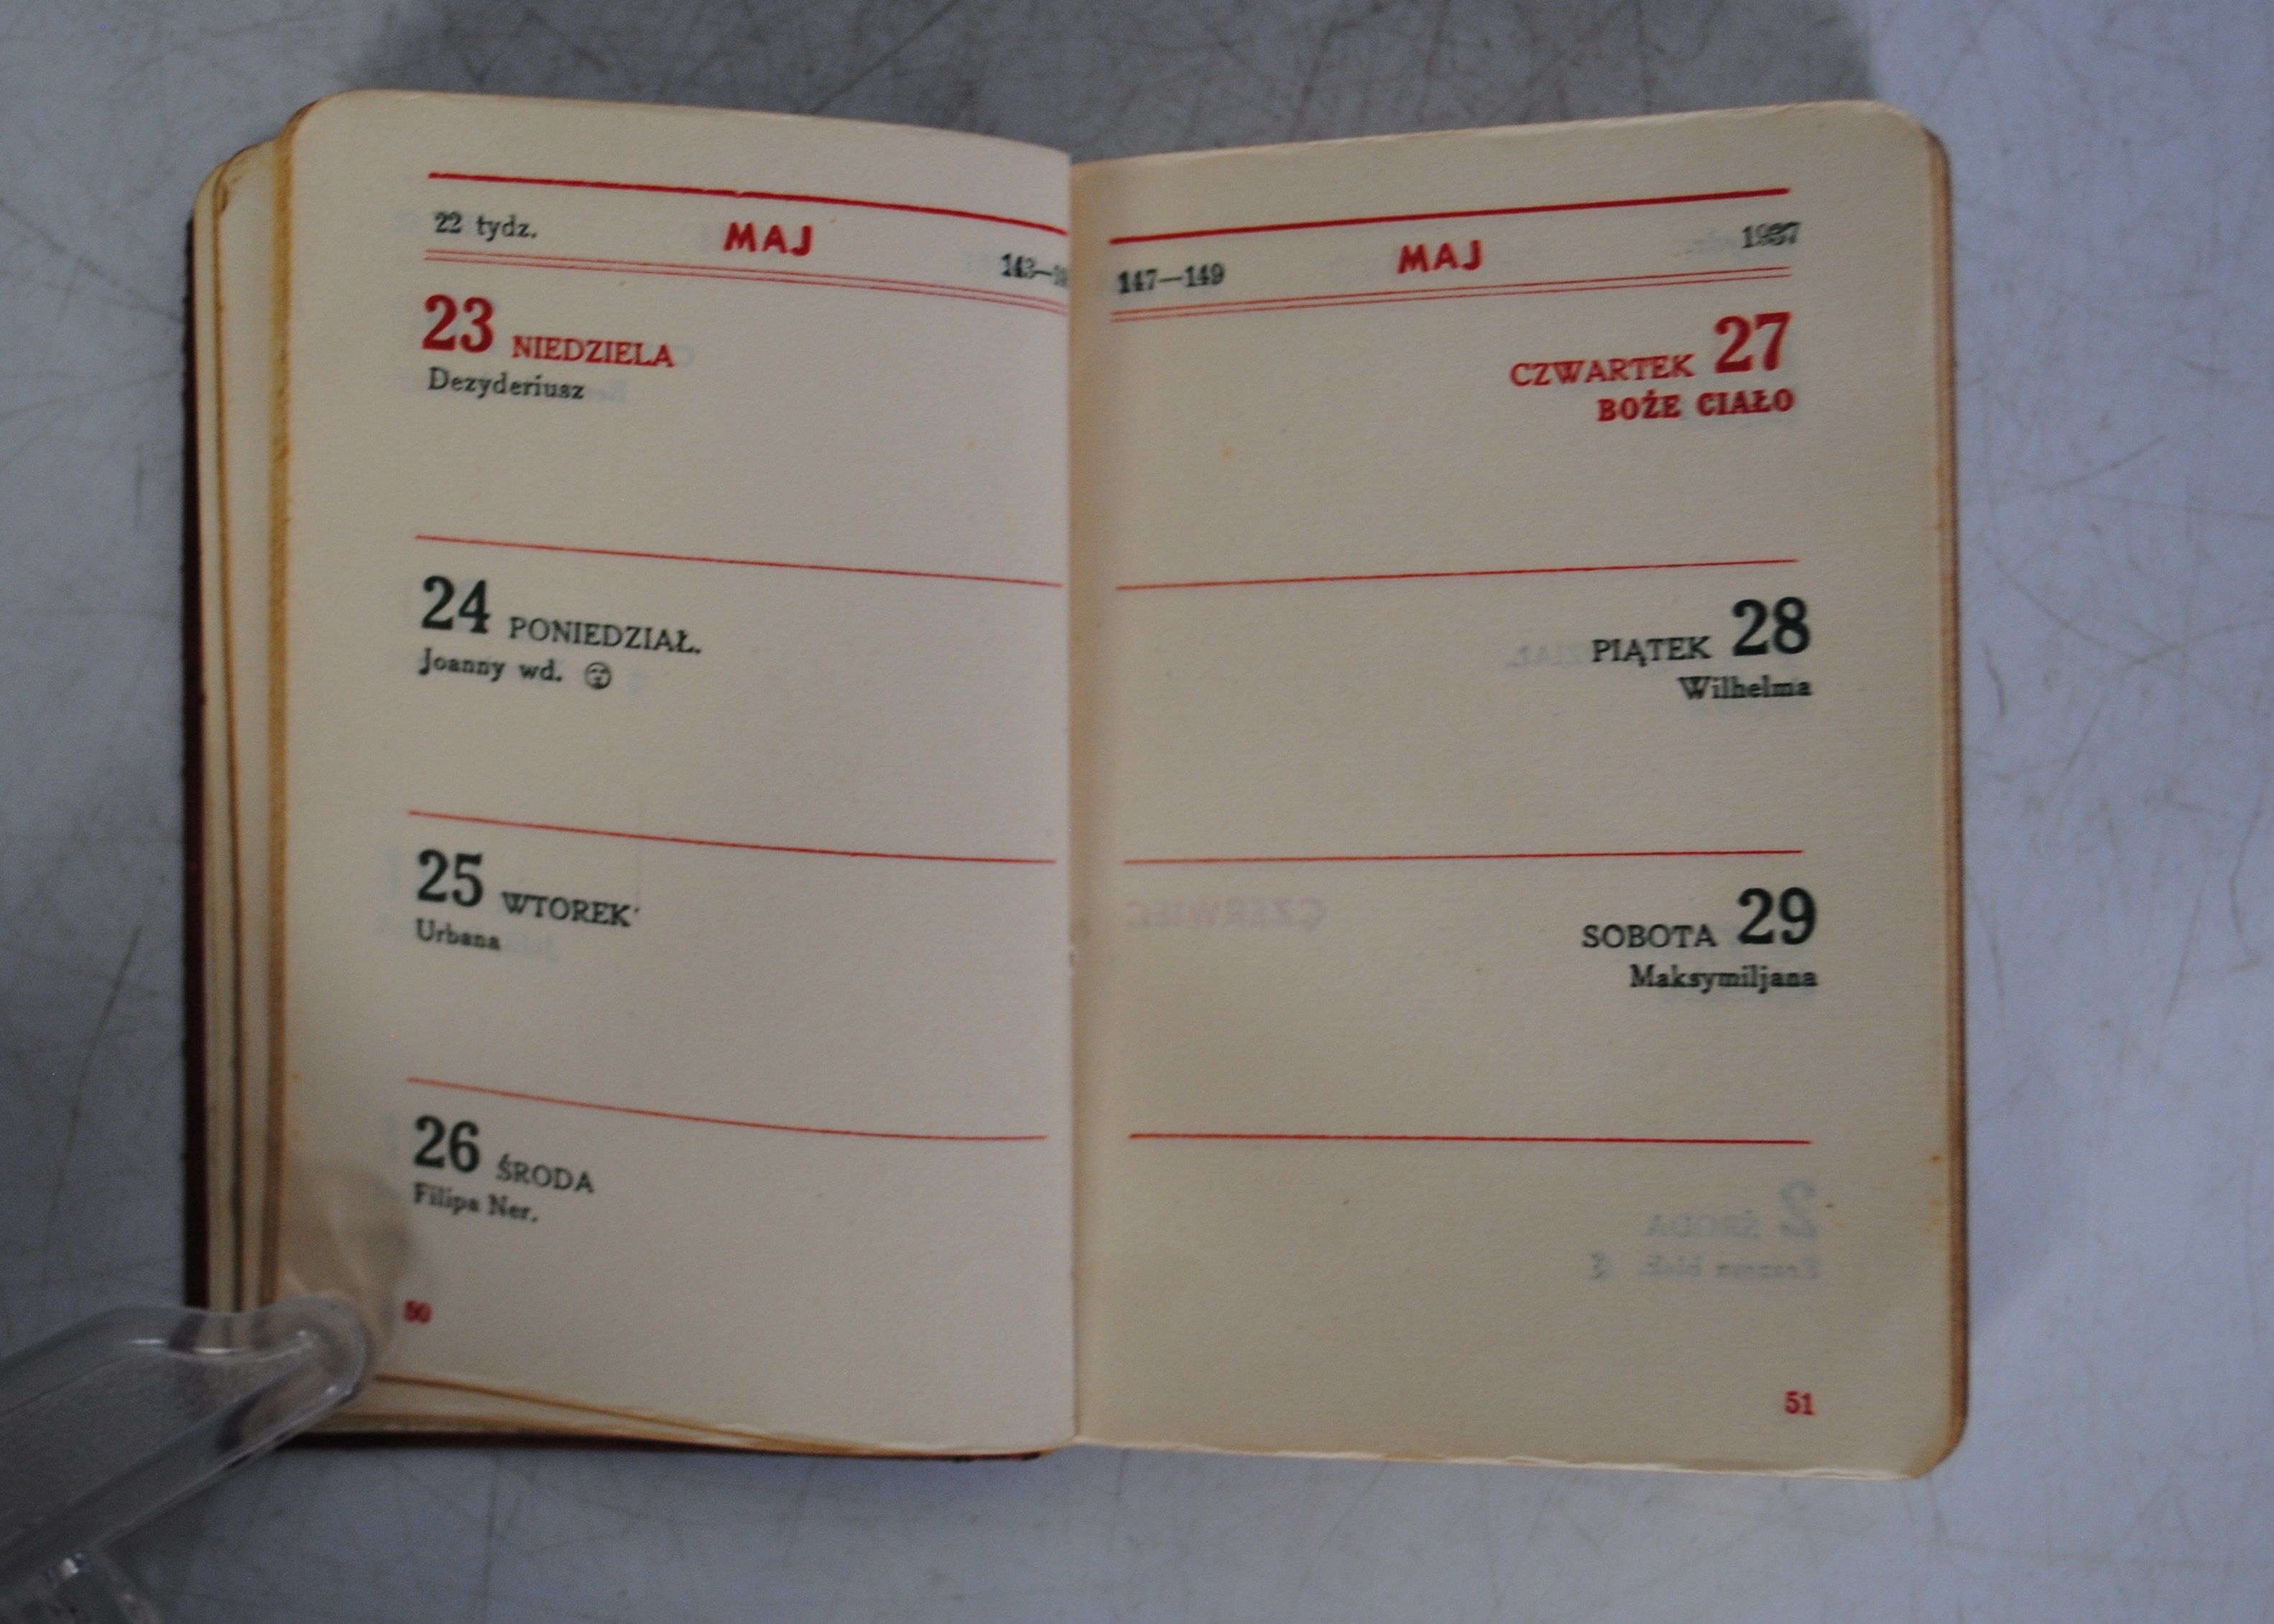 22 tydz. MAJ
23 NIEDZIELA
Dezyderiusz
24 PONIEDZIAŁ.
Joanny wd.
25 WTOREK
Urbana
26 ŚRODA
Filipa Ner.
50
147—149 MAJ 1937
CZWARTEK 27
BOŻE CIAŁO
PIĄTEK 28
Wilhelma
SOBOTA 29
Maksymiljana
51